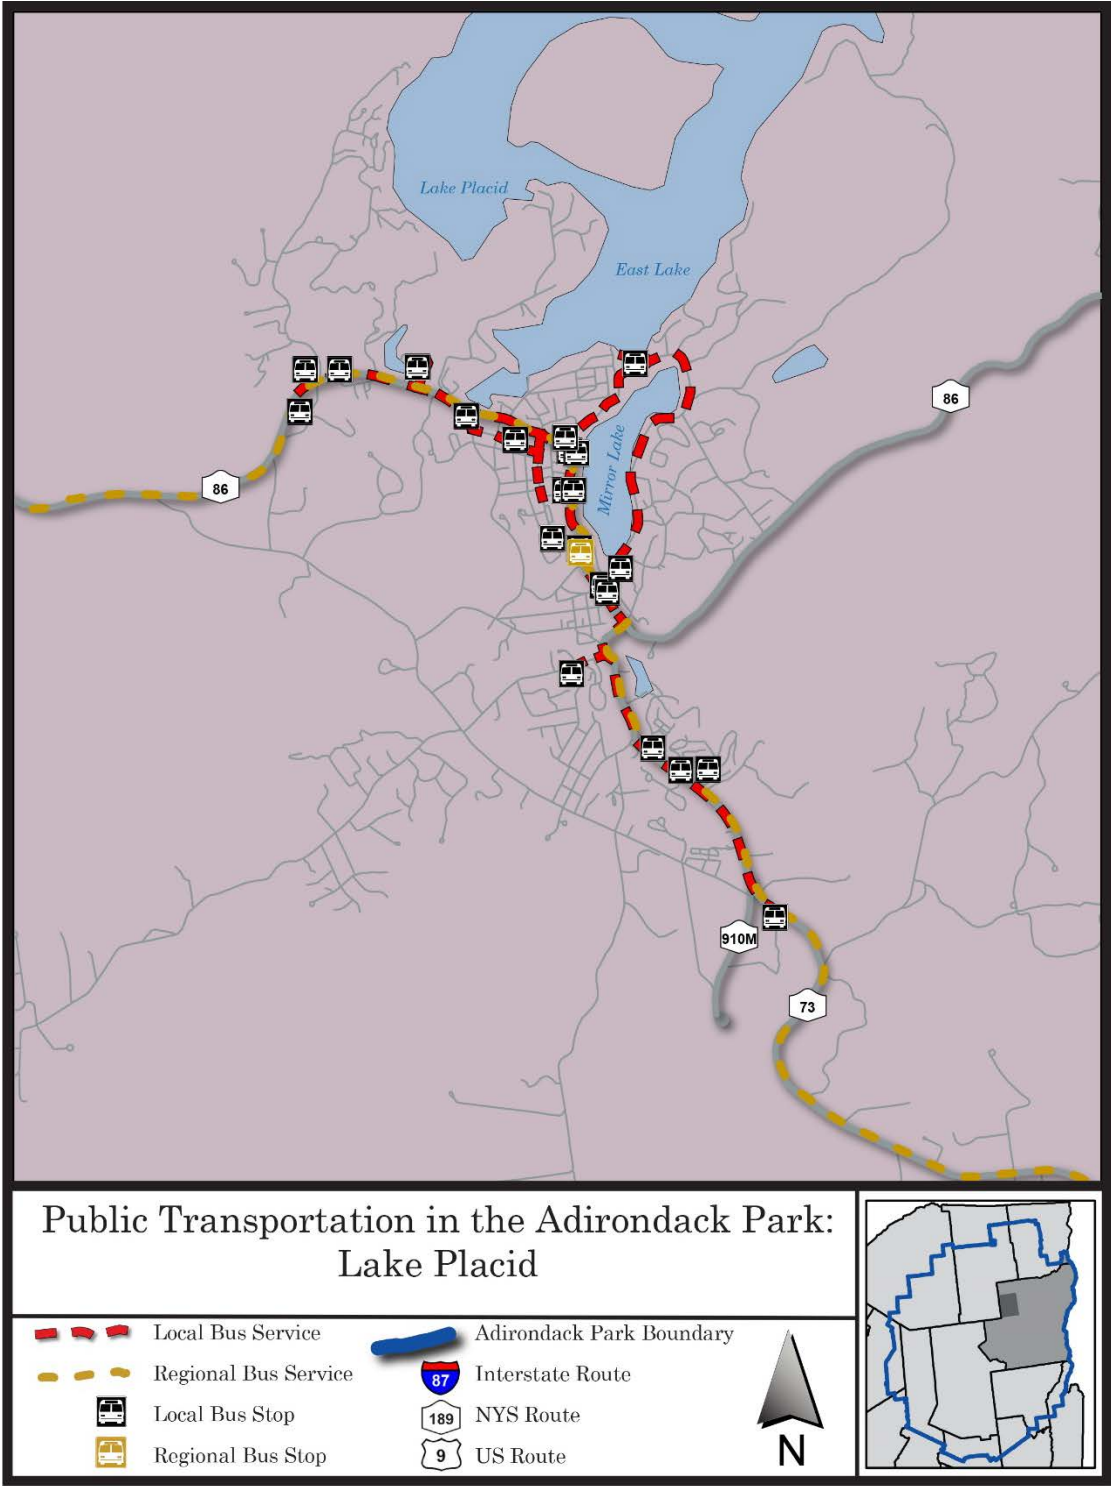 Lake Placid
East Lake
86
Mirror Lake
86
910M
73
Public Transportation in the Adirondack Park:
Lake Placid
Local Bus Service
Regional Bus Service
Local Bus Stop
Regional Bus Stop
Adirondack Park Boundary
87 Interstate Route
189 NYS Route
9 US Route
N